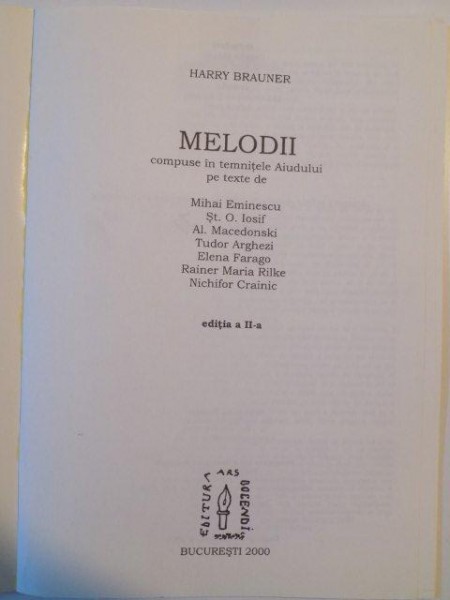 HARRY BRAUNER
MELODII
compuse în temnițele Aiudului
pe texte de
Mihai Eminescu
Șt. O. Iosif
Al. Macedonski
Tudor Arghezi
Elena Farago
Rainer Maria Rilke
Nichifor Crainic
ediția a II-a
EDITURA ARS DOCENDI
BUCUREȘTI 2000